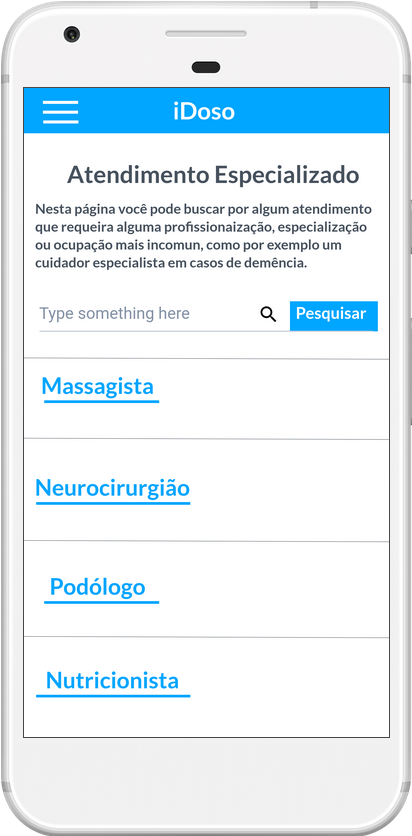 iDoso
Atendimento Especializado
Nesta página você pode buscar por algum atendimento
que requeira alguma profissionaização, especialização
ou ocupação mais incomun, como por exemplo um
cuidador especialista em casos de demência.
Type something here
Pesquisar
Massagista
Neurocirurgião
Podólogo
Nutricionista